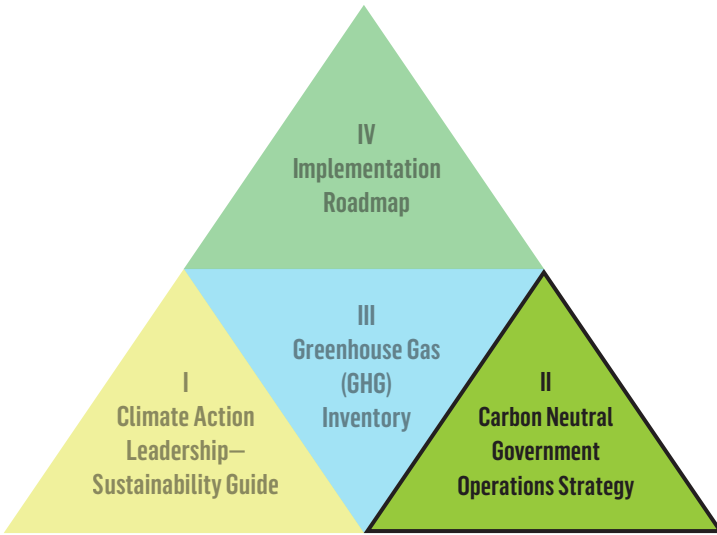 IV
Implementation
Roadmap
III
Greenhouse Gas
(GHG)
Inventory
I
Climate Action
Leadership—
Sustainability Guide
II
Carbon Neutral
Government
Operations Strategy